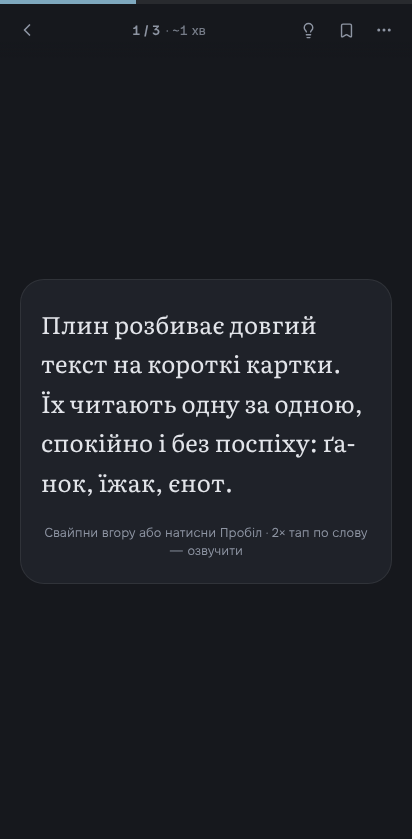 1 / 3 · ~1 хв
Плин розбиває довгий
текст на короткі картки.
Їх читають одну за одною,
спокійно і без поспіху: ґа-
нок, їжак, єнот.
Свайпни вгору або натисни Пробіл · 2× тап по слову
— озвучити